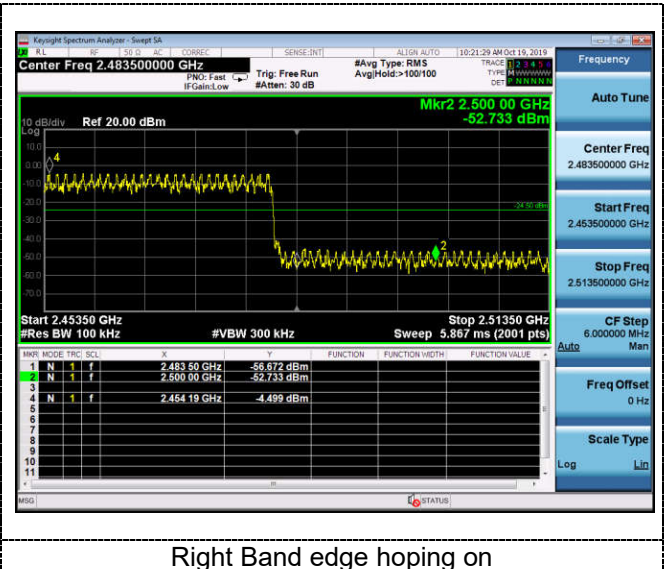 Keysight Spectrum Analyzer - Swept SA
RL RF 50 Ω AC CORREC SENSE:INT ALIGN AUTO 10:21:29 AM Oct 19, 2019
Center Freq 2.483500000 GHz
PNO: Fast
IFGain:Low
Trig: Free Run
#Atten: 30 dB
#Avg Type: RMS
Avg|Hold:>100/100
TRACE 1 2 3 4 5
TYPE M WWWWW
DET P NNNNN
Frequency
Auto Tune
Mkr2 2.500 00 GHz
-52.733 dBm
10 dB/div Ref 20.00 dBm
Log
10.0
0.00
-10.0
-20.0
-30.0
-40.0
-50.0
-60.0
-70.0
4
-24.50 dBm
2
Center Freq
2.483500000 GHz
Start Freq
2.453500000 GHz
Stop Freq
2.513500000 GHz
Start 2.45350 GHz Stop 2.51350 GHz
#Res BW 100 kHz #VBW 300 kHz Sweep 5.867 ms (2001 pts)
CF Step
6.000000 MHz
Auto Man
MKR MODE TRC SCL X Y FUNCTION FUNCTION WIDTH FUNCTION VALUE
1 N 1 f 2.483 50 GHz -56.672 dBm
2 N 1 f 2.500 00 GHz -52.733 dBm
3
4 N 1 f 2.454 19 GHz -4.499 dBm
5
6
7
8
9
10
11
Freq Offset
0 Hz
Scale Type
Log Lin
MSG STATUS
Right Band edge hoping on